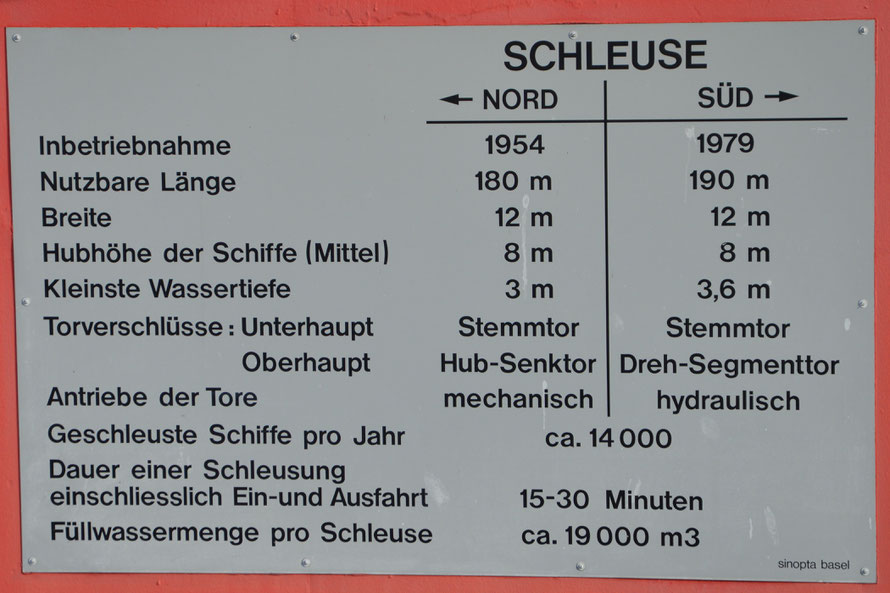 SCHLEUSE
← NORD SÜD →
Inbetriebnahme 1954 1979
Nutzbare Länge 180 m 190 m
Breite 12 m 12 m
Hubhöhe der Schiffe (Mittel) 8 m 8 m
Kleinste Wassertiefe 3 m 3,6 m
Torverschlüsse: Unterhaupt Stemmtor Stemmtor
Oberhaupt Hub-Senktor Dreh-Segmenttor
Antriebe der Tore mechanisch hydraulisch
Geschleuste Schiffe pro Jahr ca. 14 000
Dauer einer Schleusung
einschliesslich Ein-und Ausfahrt 15-30 Minuten
Füllwassermenge pro Schleuse ca. 19 000 m3
sinopta basel